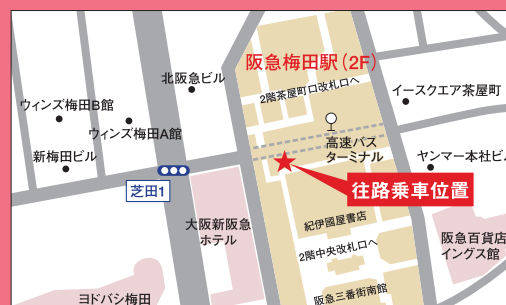 阪急梅田駅(2F)
北阪急ビル
2階茶屋町口改札口へ
イースクエア茶屋町
ウィンズ梅田B館
ウィンズ梅田A館
高速バス
ターミナル
新梅田ビル
ヤンマー本社ビ
芝田1
往路乗車位置
大阪新阪急
ホテル
紀伊國屋書店
2階中央改札口へ
阪急百貨店
イングス館
ヨドバシ梅田
阪急三番街南館